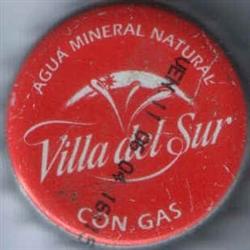 AGUA MINERAL NATURAL
Villa del Sur
CON GAS